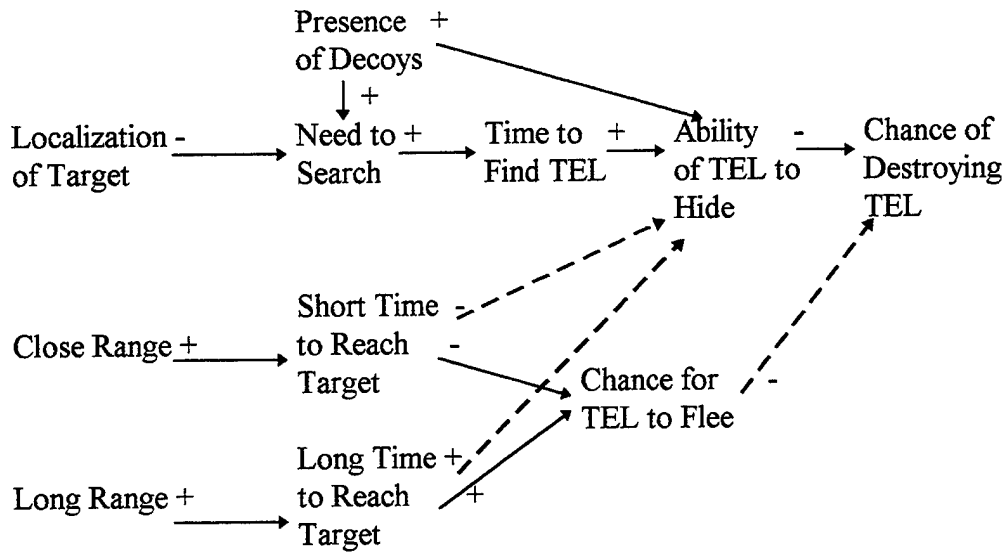 Presence +
of Decoys
+
Localization -
of Target
Need to +
Search
Time to +
Find TEL
Ability -
of TEL to
Hide
Chance of
Destroying
TEL
Close Range +
Short Time -
to Reach -
Target
Chance for -
TEL to Flee
Long Range +
Long Time +
to Reach +
Target